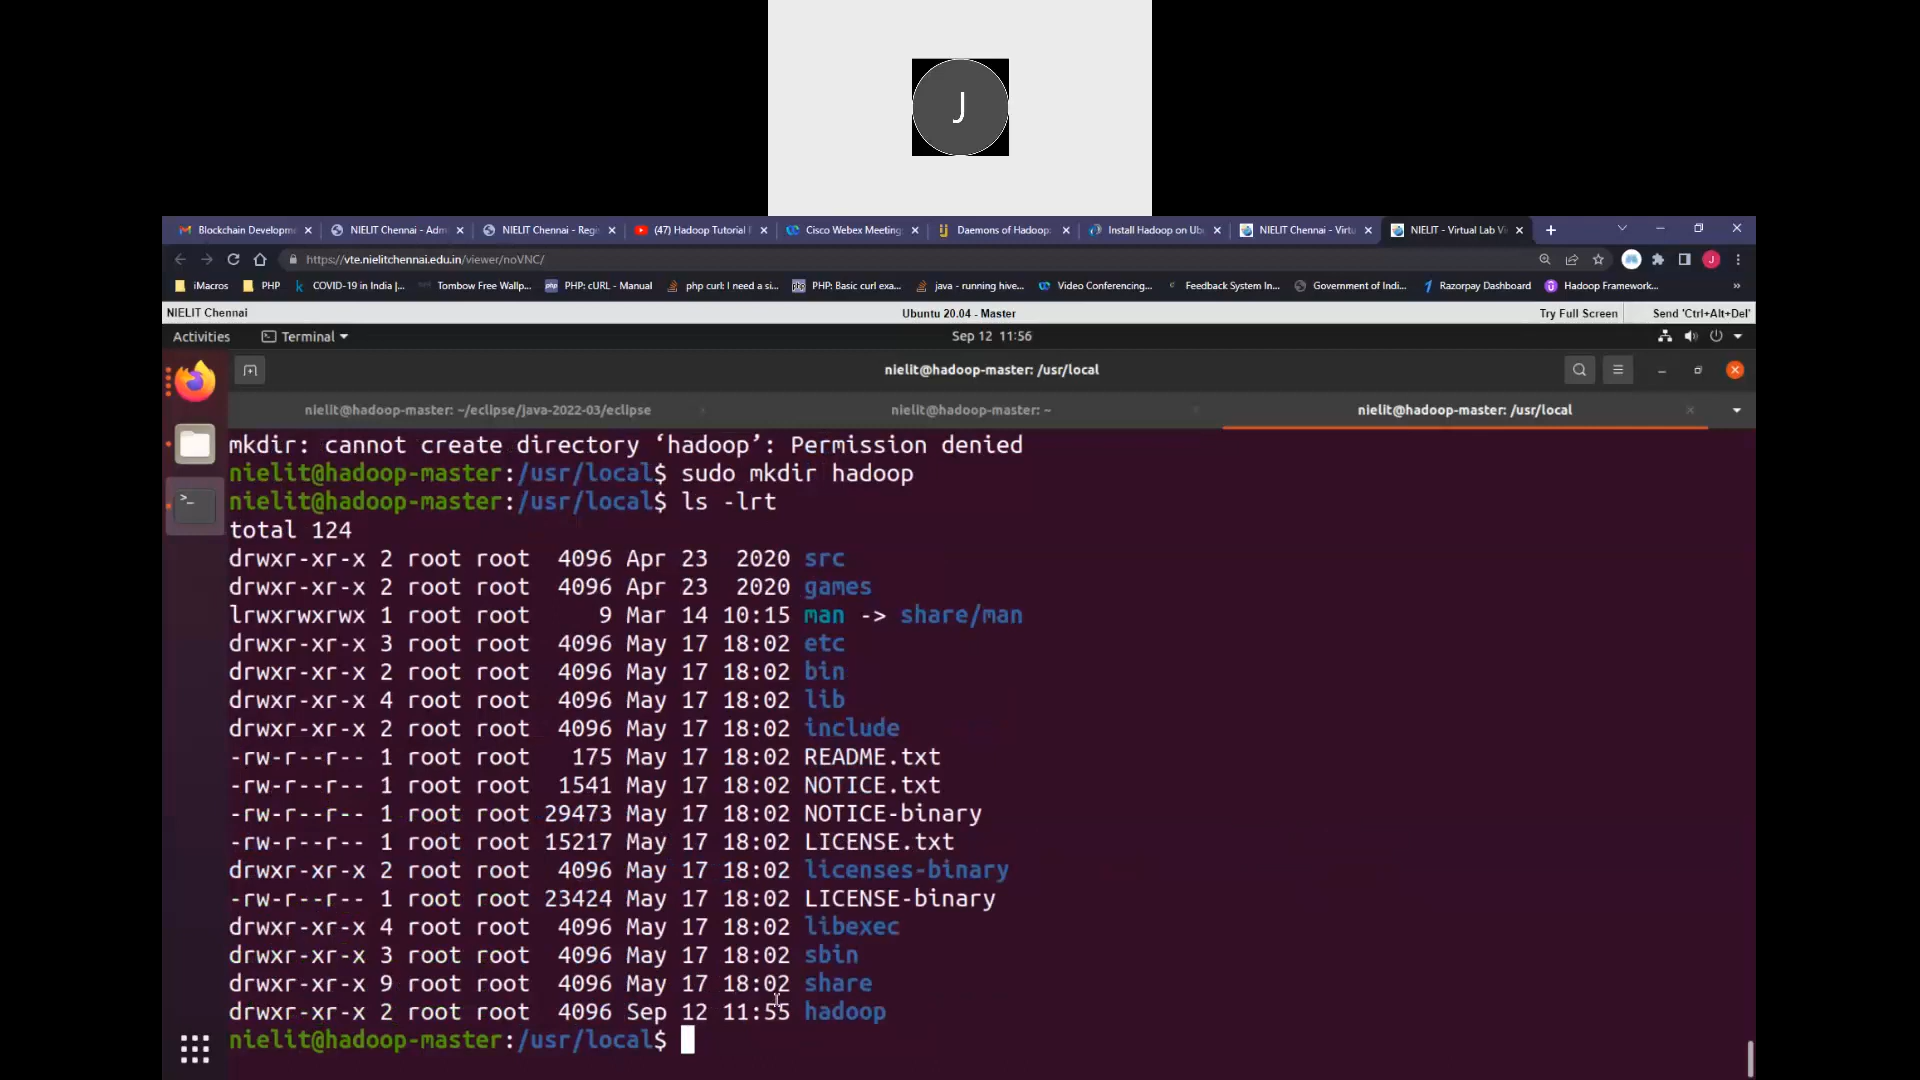 J
Blockchain Developm
NIELIT Chennai - Adm
NIELIT Chennai - Regi
(47) Hadoop Tutorial F
Cisco Webex Meeting
Daemons of Hadoop
Install Hadoop on Ubu
NIELIT Chennai - Virtu
NIELIT - Virtual Lab Vi
https://vte.nielitchennai.edu.in/viewer/noVNC/
J
iMacros
PHP
COVID-19 in India |...
Tombow Free Wallp...
PHP: cURL - Manual
php curl: I need a si...
PHP: Basic curl exa...
java - running hive...
Video Conferencing...
Feedback System In...
Government of Indi...
Razorpay Dashboard
Hadoop Framework...
»
NIELIT Chennai
Ubuntu 20.04 - Master
Try Full Screen
Send 'Ctrl+Alt+Del'
Activities
Terminal
Sep 12 11:56
nielit@hadoop-master: /usr/local
nielit@hadoop-master: ~/eclipse/java-2022-03/eclipse
nielit@hadoop-master: ~
nielit@hadoop-master: /usr/local
mkdir: cannot create directory ‘hadoop’: Permission denied
nielit@hadoop-master:/usr/local$ sudo mkdir hadoop
nielit@hadoop-master:/usr/local$ ls -lrt
total 124
drwxr-xr-x 2 root root 4096 Apr 23 2020 src
drwxr-xr-x 2 root root 4096 Apr 23 2020 games
lrwxrwxrwx 1 root root 9 Mar 14 10:15 man -> share/man
drwxr-xr-x 3 root root 4096 May 17 18:02 etc
drwxr-xr-x 2 root root 4096 May 17 18:02 bin
drwxr-xr-x 4 root root 4096 May 17 18:02 lib
drwxr-xr-x 2 root root 4096 May 17 18:02 include
-rw-r--r-- 1 root root 175 May 17 18:02 README.txt
-rw-r--r-- 1 root root 1541 May 17 18:02 NOTICE.txt
-rw-r--r-- 1 root root 29473 May 17 18:02 NOTICE-binary
-rw-r--r-- 1 root root 15217 May 17 18:02 LICENSE.txt
drwxr-xr-x 2 root root 4096 May 17 18:02 licenses-binary
-rw-r--r-- 1 root root 23424 May 17 18:02 LICENSE-binary
drwxr-xr-x 4 root root 4096 May 17 18:02 libexec
drwxr-xr-x 3 root root 4096 May 17 18:02 sbin
drwxr-xr-x 9 root root 4096 May 17 18:02 share
drwxr-xr-x 2 root root 4096 Sep 12 11:55 hadoop
nielit@hadoop-master:/usr/local$